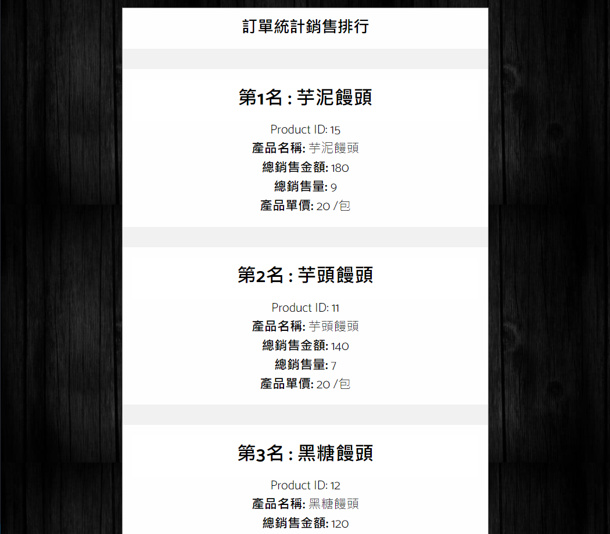 訂單統計銷售排行
第1名 : 芋泥饅頭
Product ID: 15
產品名稱: 芋泥饅頭
總銷售金額: 180
總銷售量: 9
產品單價: 20 /包
第2名 : 芋頭饅頭
Product ID: 11
產品名稱: 芋頭饅頭
總銷售金額: 140
總銷售量: 7
產品單價: 20 /包
第3名 : 黑糖饅頭
Product ID: 12
產品名稱: 黑糖饅頭
總銷售金額: 120